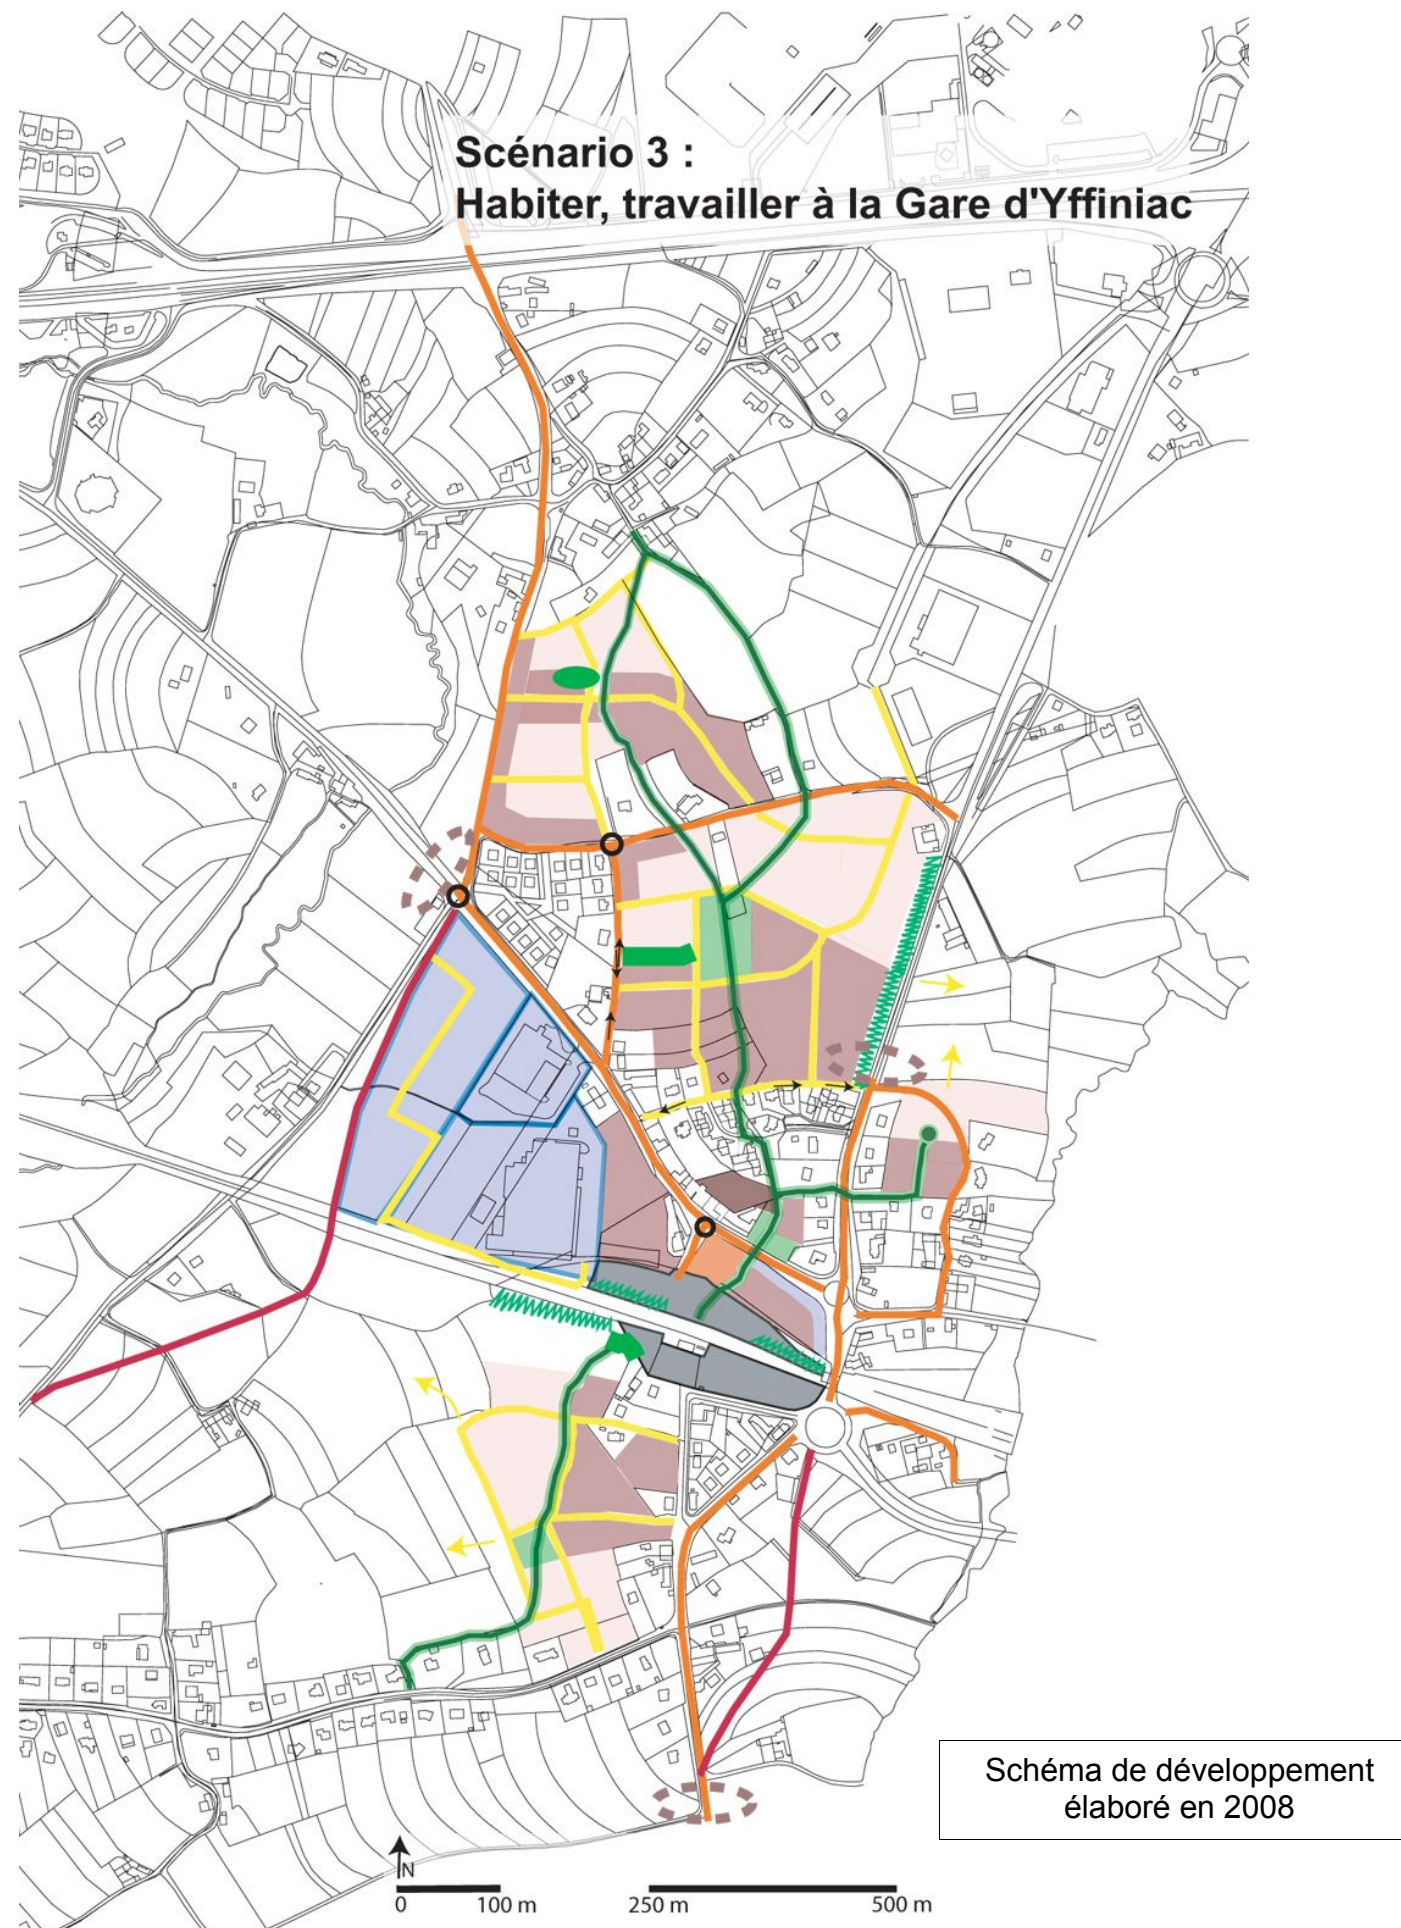 Scénario 3 :
Habiter, travailler à la Gare d'Yffiniac
Schéma de développement
élaboré en 2008
N
0 100 m 250 m 500 m